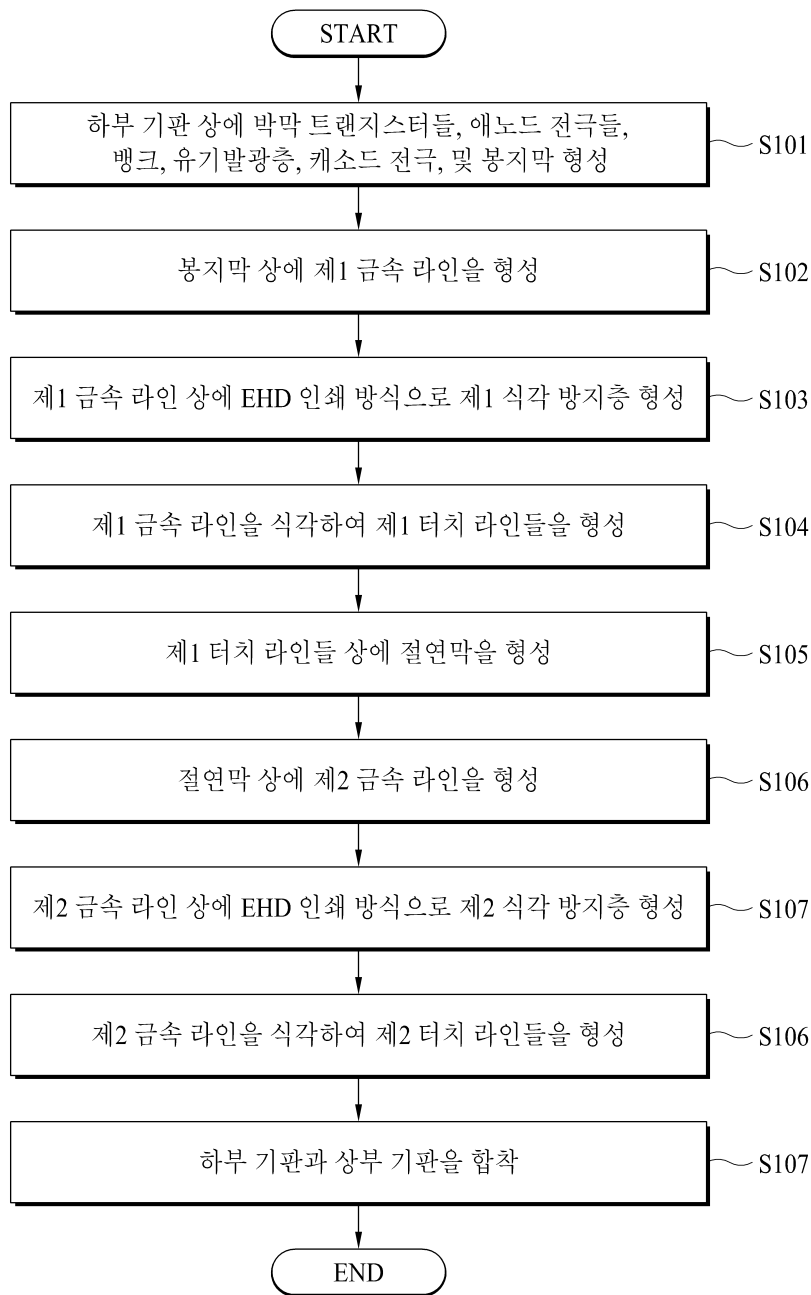 START
하부 기판 상에 박막 트랜지스터들, 애노드 전극들,
뱅크, 유기발광층, 캐소드 전극, 및 봉지막 형성
S101
봉지막 상에 제1 금속 라인을 형성
S102
제1 금속 라인 상에 EHD 인쇄 방식으로 제1 식각 방지층 형성
S103
제1 금속 라인을 식각하여 제1 터치 라인들을 형성
S104
제1 터치 라인들 상에 절연막을 형성
S105
절연막 상에 제2 금속 라인을 형성
S106
제2 금속 라인 상에 EHD 인쇄 방식으로 제2 식각 방지층 형성
S107
제2 금속 라인을 식각하여 제2 터치 라인들을 형성
S106
하부 기판과 상부 기판을 합착
S107
END